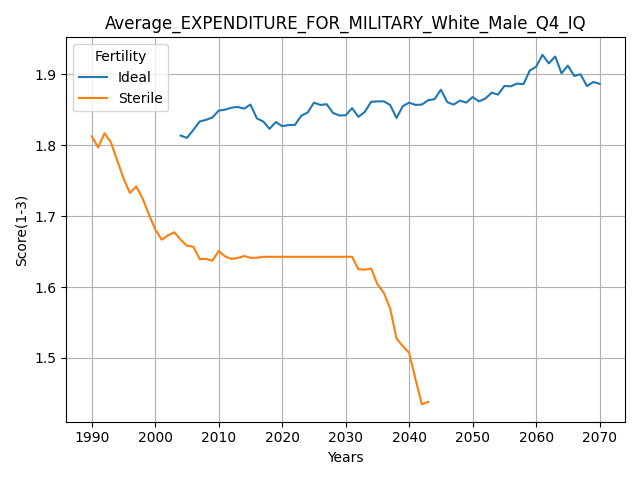 Average_EXPENDITURE_FOR_MILITARY_White_Male_Q4_IQ
Fertility
Ideal
Sterile
Score(1-3)
1.9
1.8
1.7
1.6
1.5
1990 2000 2010 2020 2030 2040 2050 2060 2070
Years